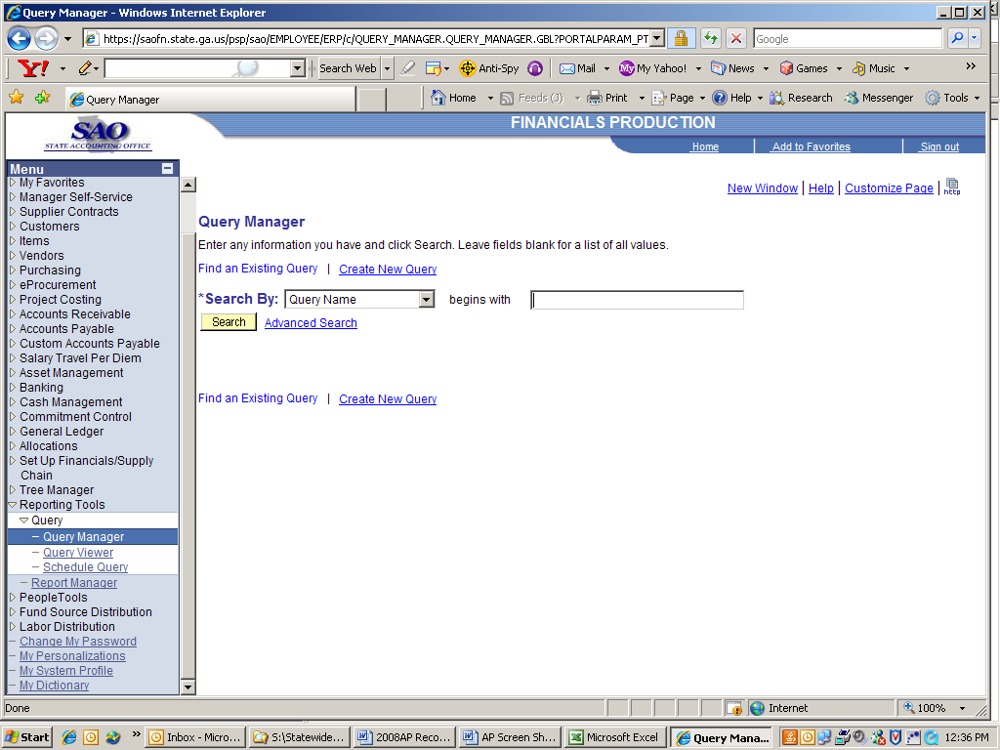 Query Manager - Windows Internet Explorer
https://saofn.state.ga.us/psp/sao/EMPLOYEE/ERP/c/QUERY_MANAGER.QUERY_MANAGER.GBL?PORTALPARAM_PT
Google
Y!
Search Web
Anti-Spy
Mail
My Yahoo!
News
Games
Music
Query Manager
Home
Feeds (J)
Print
Page
Help
Research
Messenger
Tools
SAO
STATE ACCOUNTING OFFICE
FINANCIALS PRODUCTION
Home
Add to Favorites
Sign out
Menu
My Favorites
Manager Self-Service
Supplier Contracts
Customers
Items
Vendors
Purchasing
eProcurement
Project Costing
Accounts Receivable
Accounts Payable
Custom Accounts Payable
Salary Travel Per Diem
Asset Management
Banking
Cash Management
Commitment Control
General Ledger
Allocations
Set Up Financials/Supply
Chain
Tree Manager
Reporting Tools
Query
Query Manager
Query Viewer
Schedule Query
Report Manager
PeopleTools
Fund Source Distribution
Labor Distribution
Change My Password
My Personalizations
My System Profile
My Dictionary
New Window | Help | Customize Page | http
Query Manager
Enter any information you have and click Search. Leave fields blank for a list of all values.
Find an Existing Query | Create New Query
*Search By: Query Name begins with
Search Advanced Search
Find an Existing Query | Create New Query
Done
Internet
100%
Start
Inbox - Micro...
S:\Statewide...
2008AP Reco...
AP Screen Sh...
Microsoft Excel
Query Mana...
12:36 PM